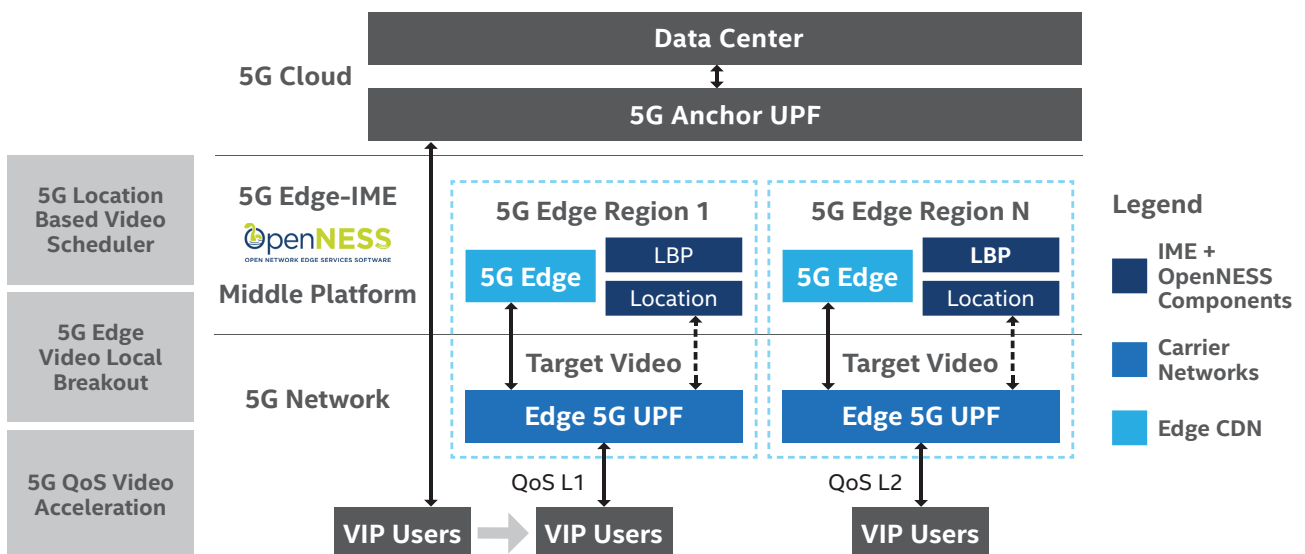 Data Center
5G Cloud
5G Anchor UPF
5G Location
Based Video
Scheduler
5G Edge
Video Local
Breakout
5G QoS Video
Acceleration
5G Edge-IME
OpenNESS
OPEN NETWORK EDGE SERVICES SOFTWARE
Middle Platform
5G Network
5G Edge Region 1
LBP
5G Edge
Location
Target Video
Edge 5G UPF
QoS L1
5G Edge Region N
LBP
5G Edge
Location
Target Video
Edge 5G UPF
QoS L2
VIP Users
VIP Users
VIP Users
Legend
IME +
OpenNESS
Components
Carrier
Networks
Edge CDN